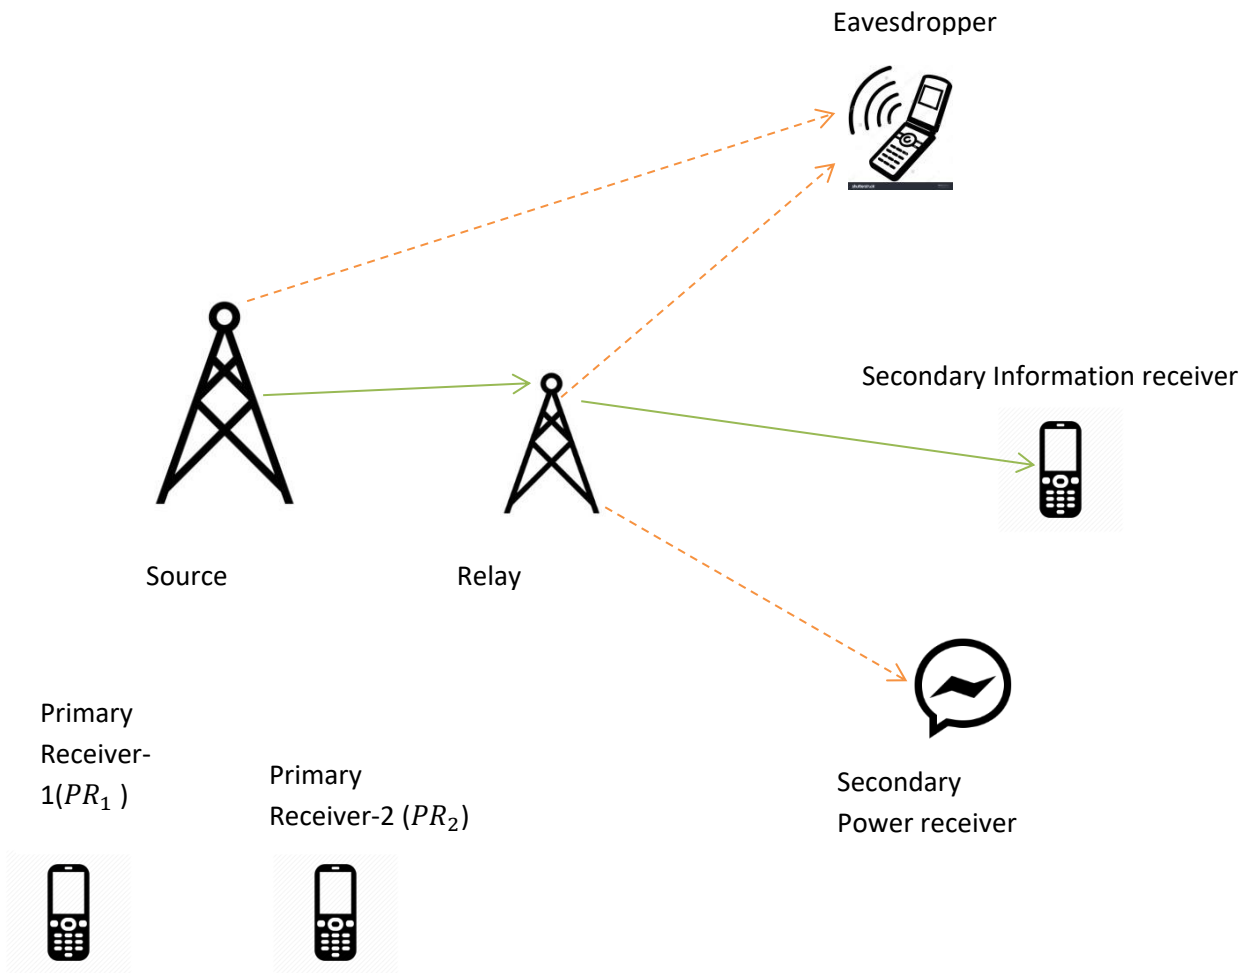 Eavesdropper
Secondary Information receiver
Source
Relay
Primary
Receiver-
1(𝑃𝑅₁ )
Primary
Receiver-2 (𝑃𝑅₂)
Secondary
Power receiver